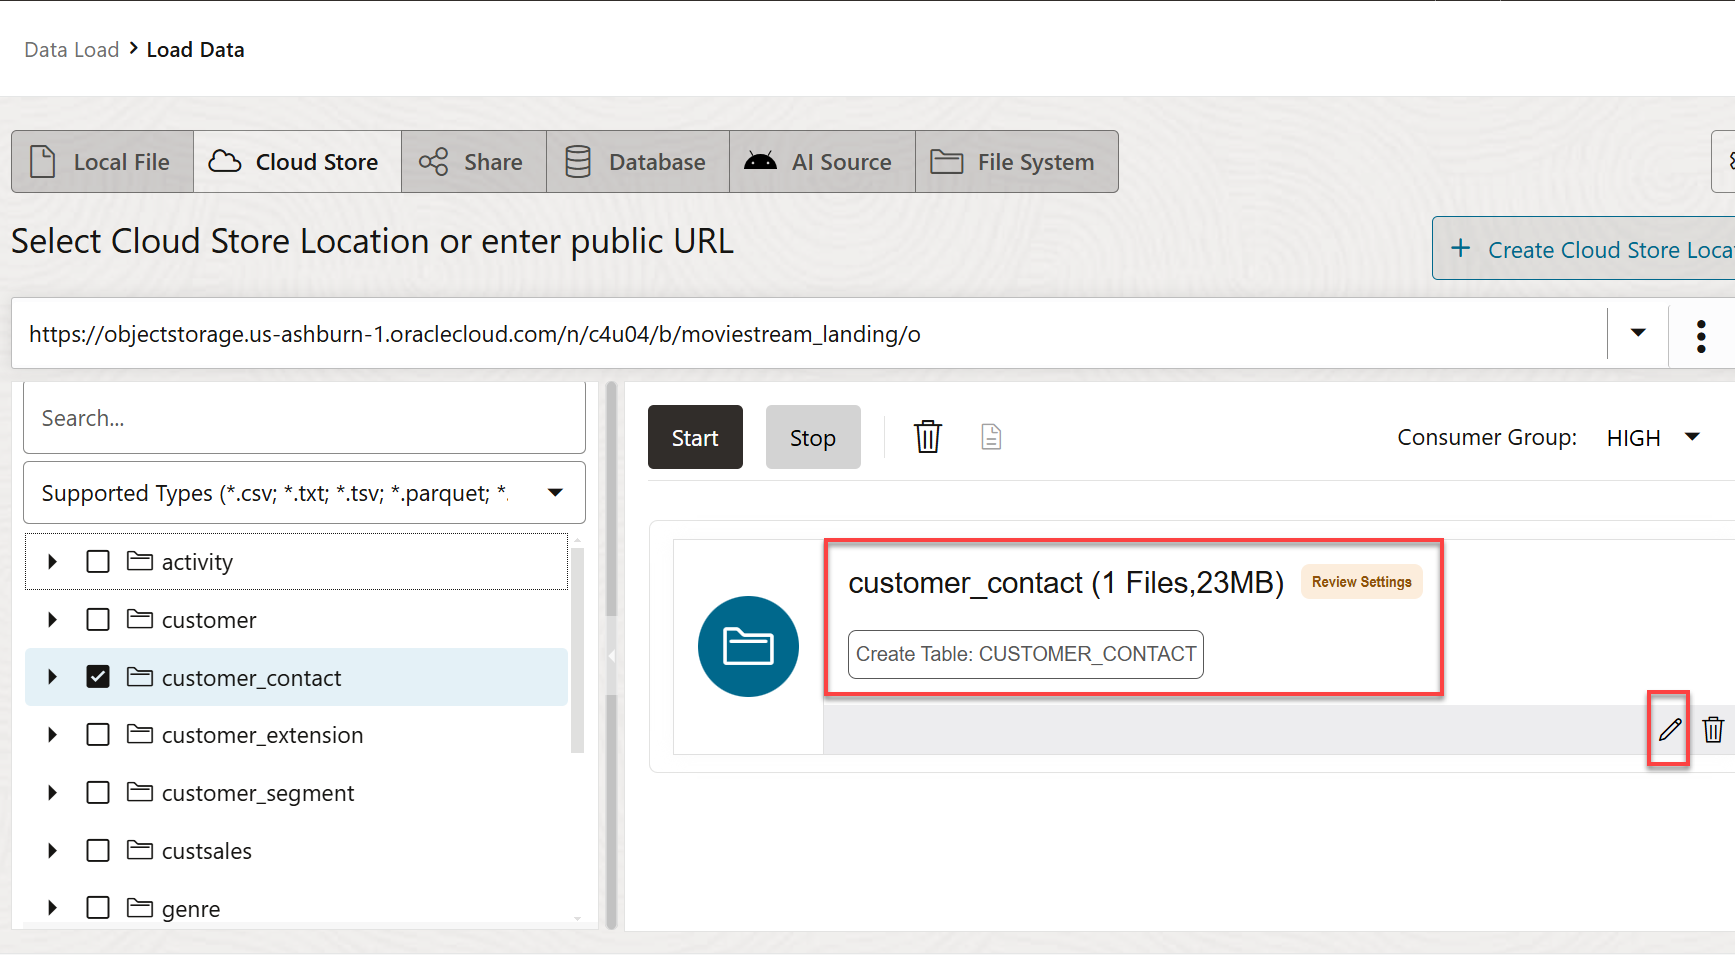 Data Load > Load Data
Local File
Cloud Store
Share
Database
AI Source
File System
Select Cloud Store Location or enter public URL
+ Create Cloud Store Loca
https://objectstorage.us-ashburn-1.oraclecloud.com/n/c4u04/b/moviestream_landing/o
Search...
Supported Types (*.csv; *.txt; *.tsv; *.parquet; *.
activity
customer
customer_contact
customer_extension
customer_segment
custsales
genre
Start
Stop
Consumer Group: HIGH
customer_contact (1 Files,23MB)
Review Settings
Create Table: CUSTOMER_CONTACT